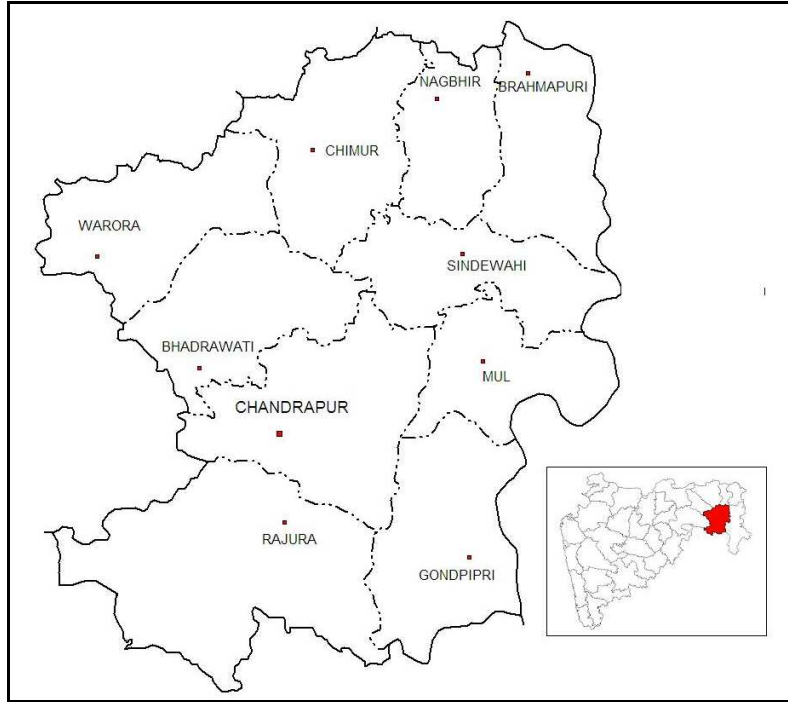 NAGBHIR
BRAHMAPURI
CHIMUR
WARORA
SINDEWAHI
BHADRAWATI
MUL
CHANDRAPUR
RAJURA
GONDPIPRI